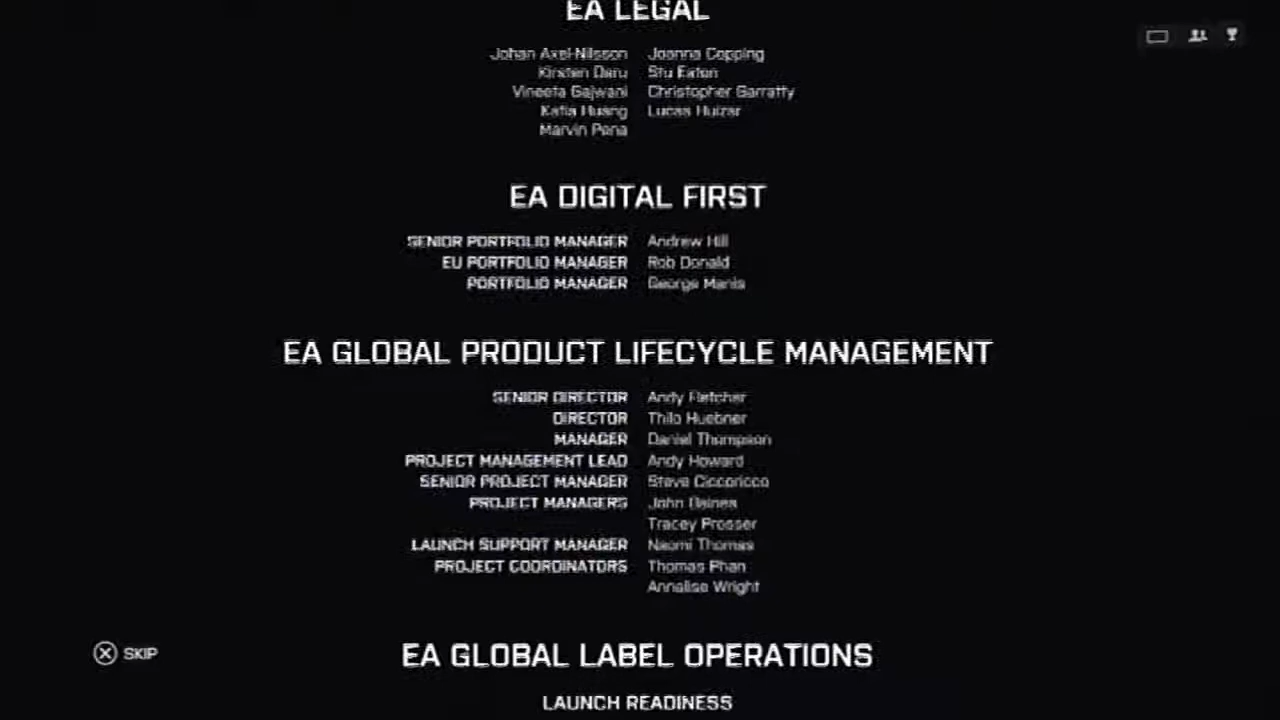 EA LEGAL
Johan Axel-Nilsson Joanna Copping
Kirsten Daru Stu Eaton
Vineeta Gajwani Christopher Garratty
Katia Huang Lucas Huizar
Marvin Pena
EA DIGITAL FIRST
SENIOR PORTFOLIO MANAGER Andrew Hill
EU PORTFOLIO MANAGER Rob Donald
PORTFOLIO MANAGER George
EA GLOBAL PRODUCT LIFECYCLE MANAGEMENT
SENIOR DIRECTOR Andy Fletcher
DIRECTOR Thilo Huebner
MANAGER Daniel Thompson
PROJECT MANAGEMENT LEAD Andy Howard
SENIOR PROJECT MANAGER Steve Ciccoricco
PROJECT MANAGERS John Daines
Tracey Prosser
LAUNCH SUPPORT MANAGER Naomi Thomas
PROJECT COORDINATORS Thomas Phan
Annalise Wright
SKIP
EA GLOBAL LABEL OPERATIONS
LAUNCH READINESS